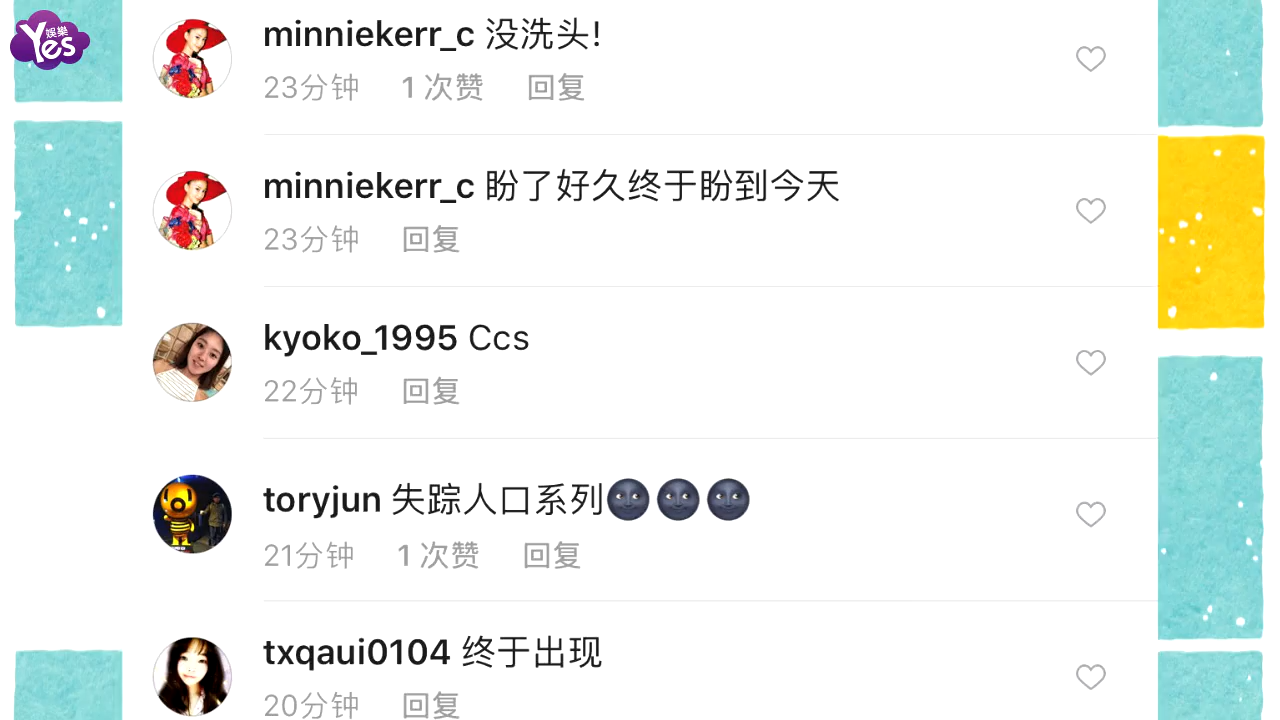 Yes 娛樂
minniekerr_c 没洗头!
23分钟 1次赞 回复
minniekerr_c 盼了好久终于盼到今天
23分钟 回复
kyoko_1995 Ccs
22分钟 回复
toryjun 失踪人口系列🌚🌚🌚
21分钟 1次赞 回复
txqaui0104 终于出现
20分钟 回复